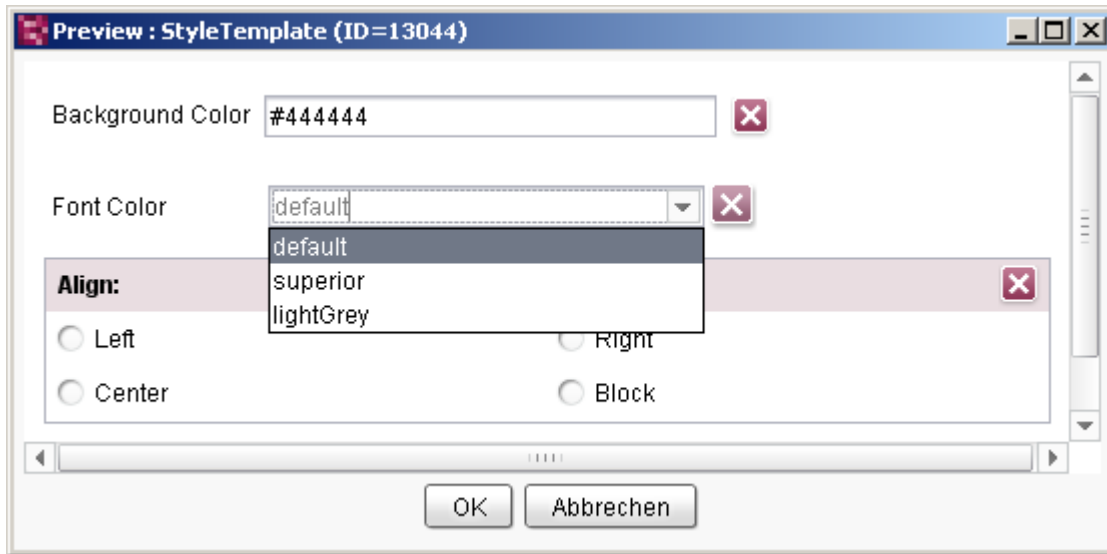 Preview : StyleTemplate (ID=13044)
Background Color #444444
Font Color default
default
superior
lightGrey
Align:
Left Right
Center Block
OK Abbrechen